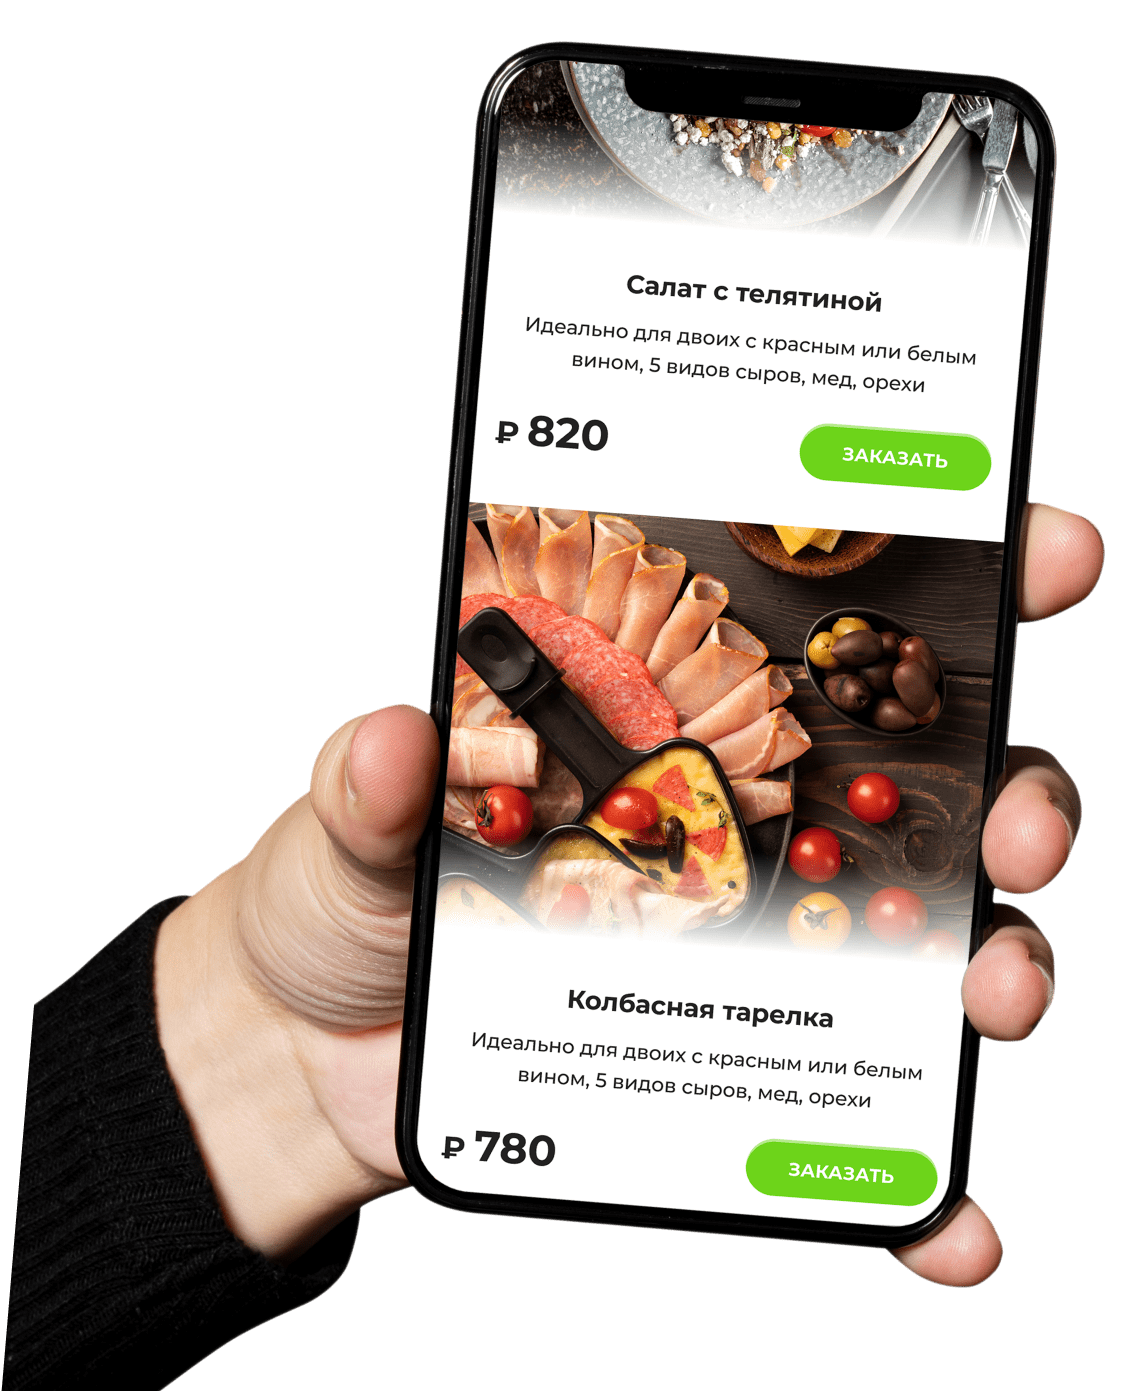 Салат с телятиной
Идеально для двоих с красным или белым
вином, 5 видов сыров, мед, орехи
₽ 820
ЗАКАЗАТЬ
Колбасная тарелка
Идеально для двоих с красным или белым
вином, 5 видов сыров, мед, орехи
₽ 780
ЗАКАЗАТЬ